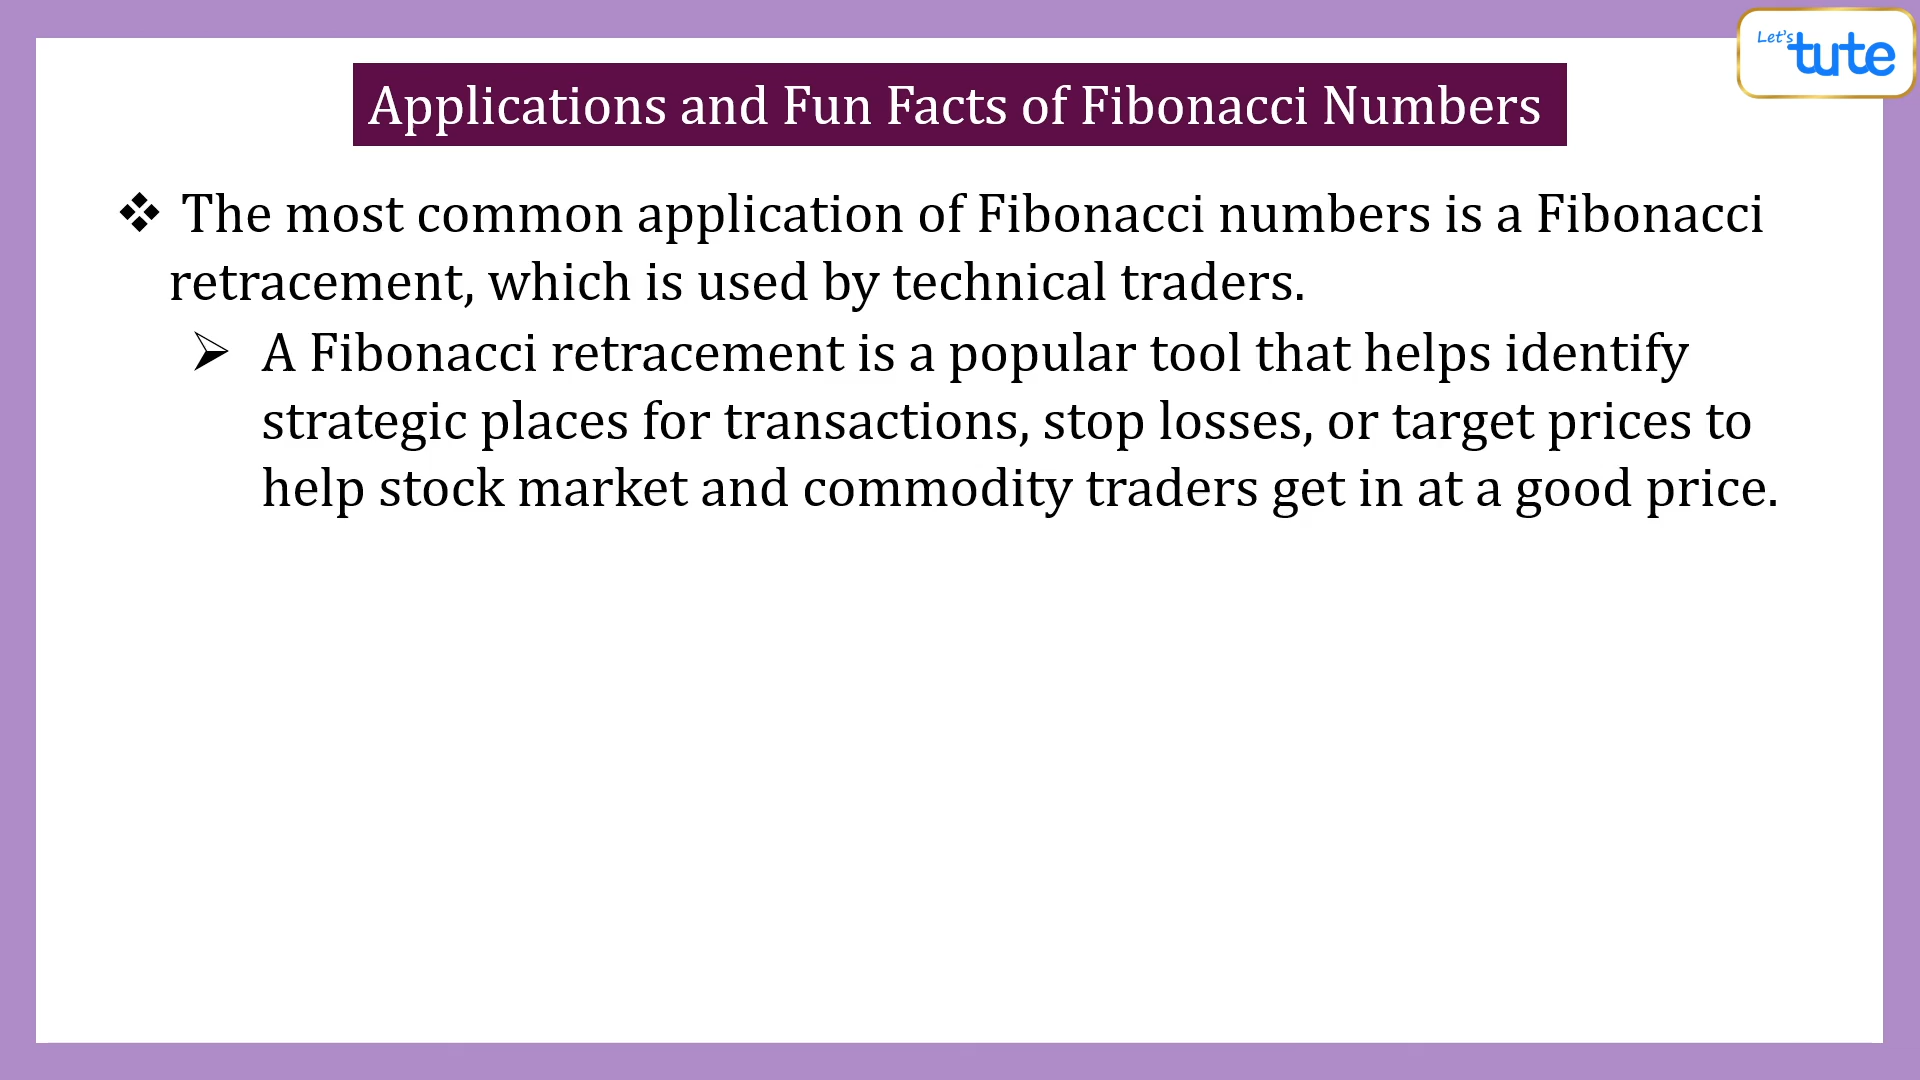 Let's
tute
Applications and Fun Facts of Fibonacci Numbers
❖ The most common application of Fibonacci numbers is a Fibonacci
retracement, which is used by technical traders.
➢ A Fibonacci retracement is a popular tool that helps identify
strategic places for transactions, stop losses, or target prices to
help stock market and commodity traders get in at a good price.